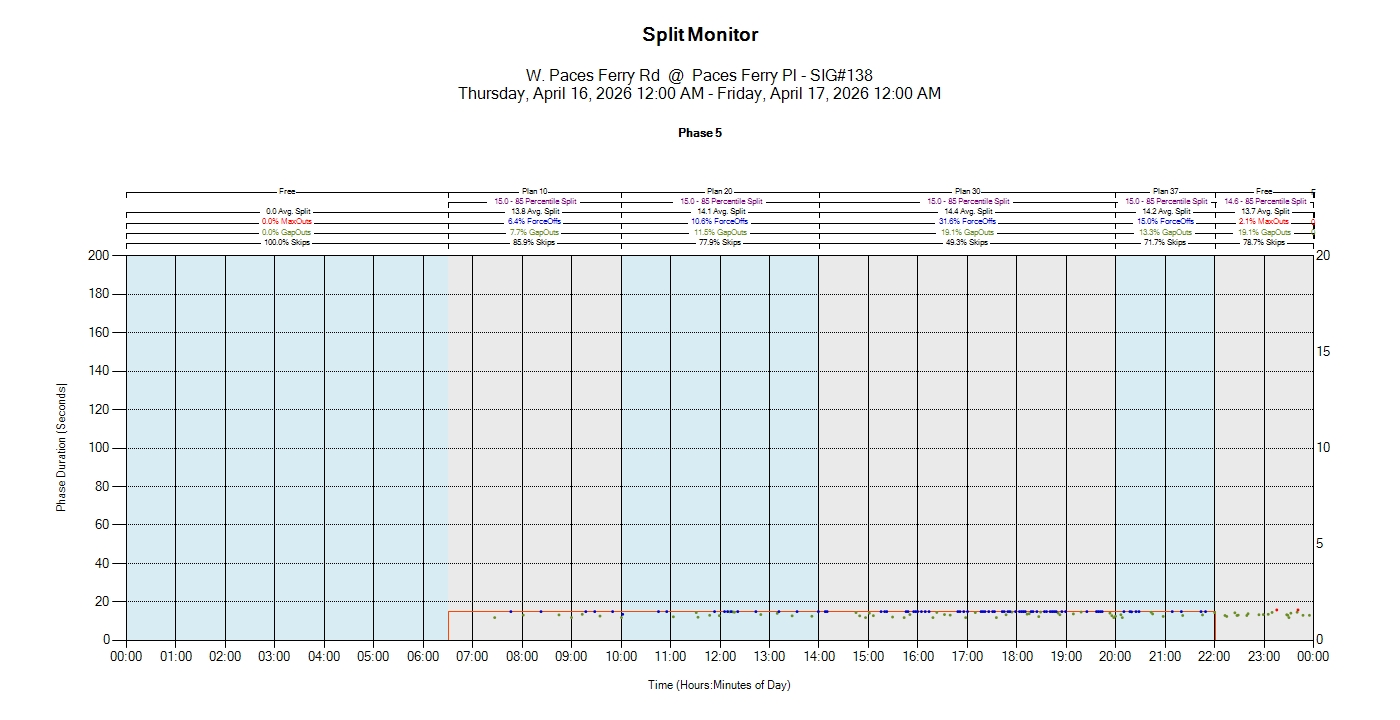 Split Monitor
W. Paces Ferry Rd @ Paces Ferry Pl - SIG#138
Thursday, April 16, 2026 12:00 AM - Friday, April 17, 2026 12:00 AM
Phase 5
Free Plan 10 Plan 20 Plan 30 Plan 37 Free
15.0 - 85 Percentile Split 15.0 - 85 Percentile Split 15.0 - 85 Percentile Split 15.0 - 85 Percentile Split 14.6 - 85 Percentile Split
0.0 Avg. Split 13.8 Avg. Split 14.1 Avg. Split 14.4 Avg. Split 14.2 Avg. Split 13.7 Avg. Split
0.0% MaxOuts 6.4% ForceOffs 10.6% ForceOffs 31.6% ForceOffs 15.0% ForceOffs 2.1% MaxOuts
0.0% GapOuts 7.7% GapOuts 11.5% GapOuts 19.1% GapOuts 13.3% GapOuts 19.1% GapOuts
100.0% Skips 85.9% Skips 77.9% Skips 49.3% Skips 71.7% Skips 78.7% Skips
200 20
180
160
15
140
120
100 10
80
60
5
40
20
0 0
Phase Duration (Seconds)
00:00 01:00 02:00 03:00 04:00 05:00 06:00 07:00 08:00 09:00 10:00 11:00 12:00 13:00 14:00 15:00 16:00 17:00 18:00 19:00 20:00 21:00 22:00 23:00 00:00
Time (Hours:Minutes of Day)